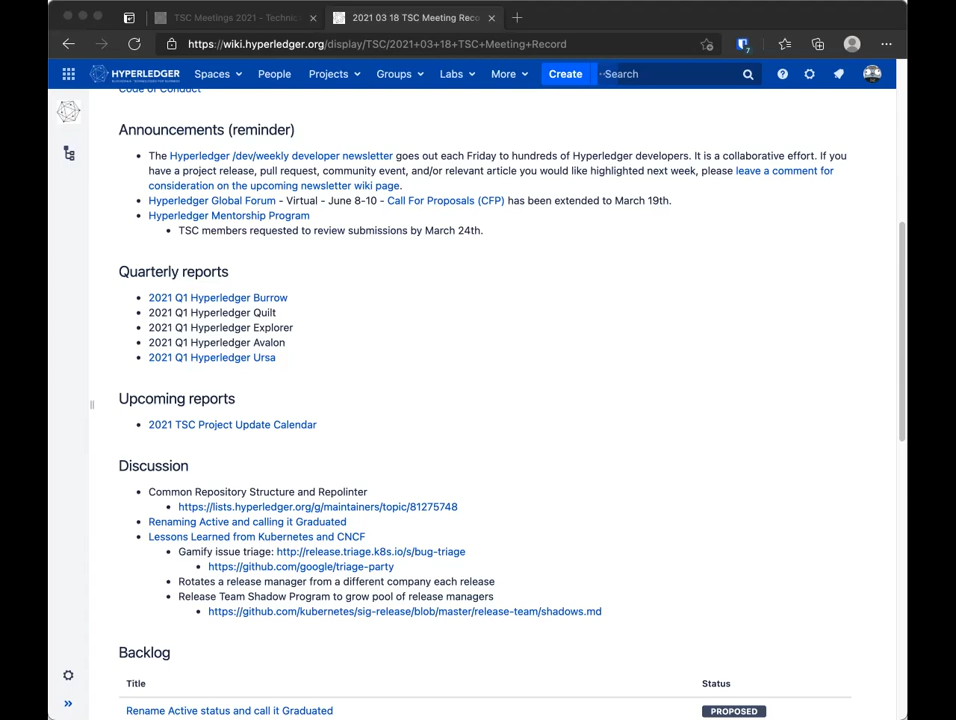 TSC Meetings 2021 - Technic
2021 03 18 TSC Meeting Reco
https://wiki.hyperledger.org/display/TSC/2021+03+18+TSC+Meeting+Record
7
HYPERLEDGER
Spaces
People
Projects
Groups
Labs
More
Create
Search
Code of Conduct
Announcements (reminder)
The Hyperledger /dev/weekly developer newsletter goes out each Friday to hundreds of Hyperledger developers. It is a collaborative effort. If you
have a project release, pull request, community event, and/or relevant article you would like highlighted next week, please leave a comment for
consideration on the upcoming newsletter wiki page.
Hyperledger Global Forum - Virtual - June 8-10 - Call For Proposals (CFP) has been extended to March 19th.
Hyperledger Mentorship Program
TSC members requested to review submissions by March 24th.
Quarterly reports
2021 Q1 Hyperledger Burrow
2021 Q1 Hyperledger Quilt
2021 Q1 Hyperledger Explorer
2021 Q1 Hyperledger Avalon
2021 Q1 Hyperledger Ursa
Upcoming reports
2021 TSC Project Update Calendar
Discussion
Common Repository Structure and Repolinter
https://lists.hyperledger.org/g/maintainers/topic/81275748
Renaming Active and calling it Graduated
Lessons Learned from Kubernetes and CNCF
Gamify issue triage: http://release.triage.k8s.io/s/bug-triage
https://github.com/google/triage-party
Rotates a release manager from a different company each release
Release Team Shadow Program to grow pool of release managers
https://github.com/kubernetes/sig-release/blob/master/release-team/shadows.md
Backlog
Title Status
Rename Active status and call it Graduated PROPOSED